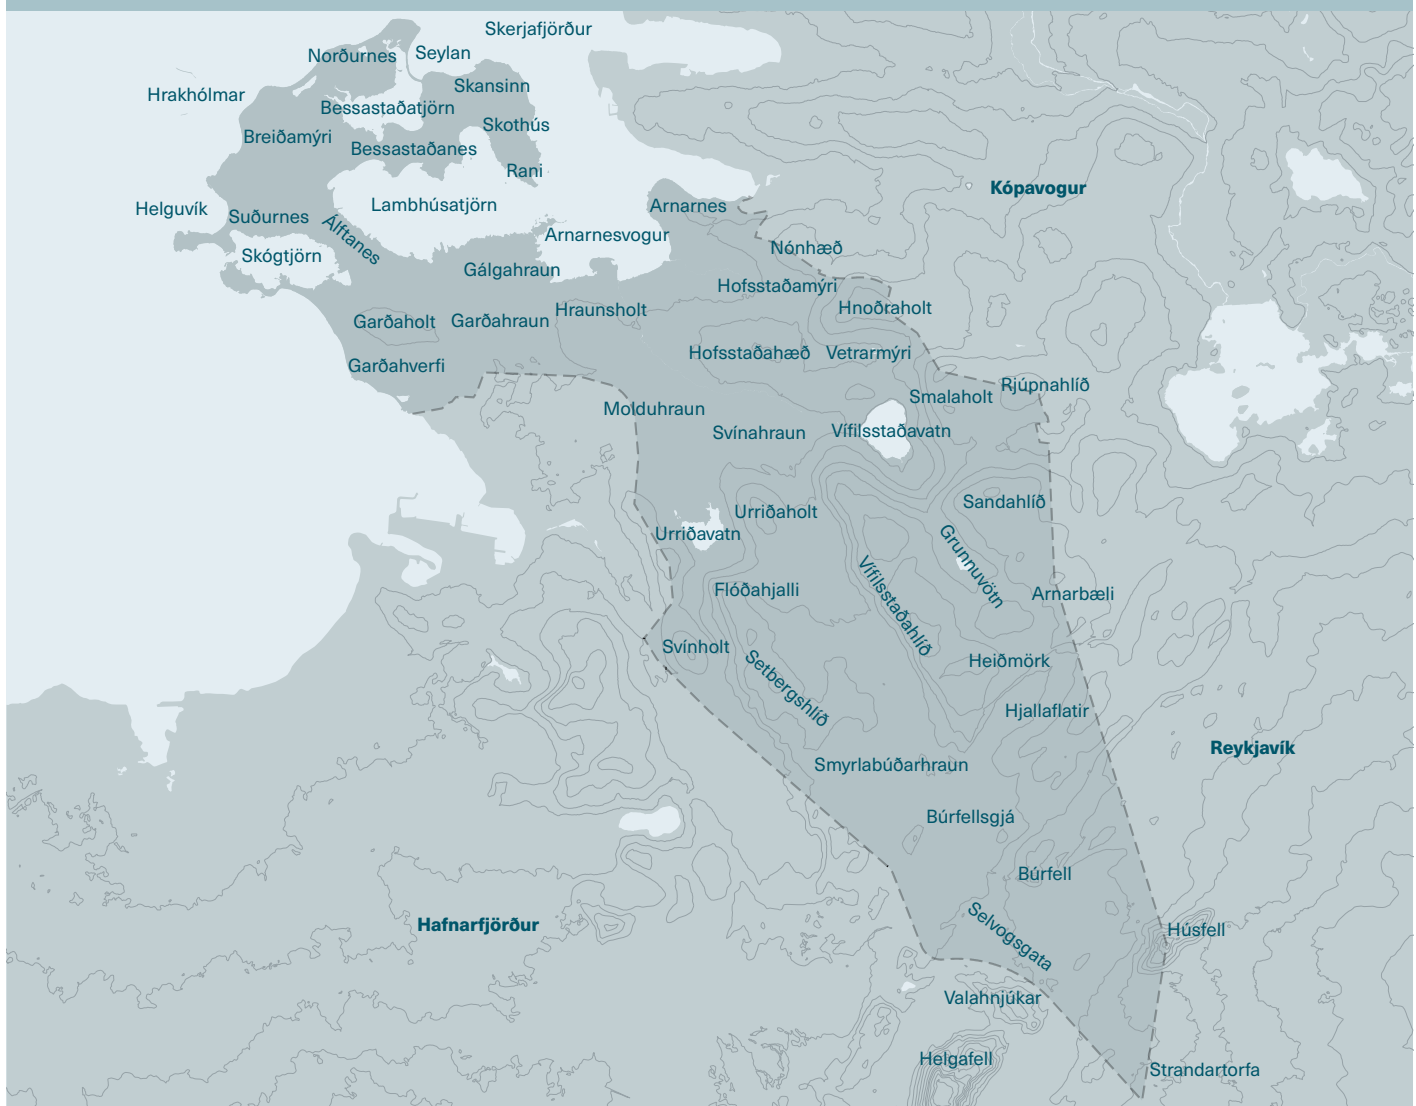 Skerjafjörður
Norðurnes
Seylan
Skansinn
Hrakhólmar
Bessastaðatjörn
Skothús
Breiðamýri
Bessastaðanes
Rani
Kópavogur
Helguvík
Suðurnes
Lambhúsatjörn
Arnarnes
Álftanes
Arnarnesvogur
Nónhæð
Skógtjörn
Gálgahraun
Hofsstaðamýri
Hnoðraholt
Garðaholt
Garðahraun
Hraunsholt
Hofsstaðahæð
Vetrarmýri
Garðahverfi
Rjúpnahlíð
Smalaholt
Molduhraun
Svínahraun
Vífilsstaðavatn
Sandahlíð
Urriðaholt
Urriðavatn
Grunnuvötn
Flóðahjalli
Vífilsstaðahlíð
Arnarbæli
Svínholt
Setbergshlíð
Heiðmörk
Hjallaflatir
Reykjavík
Smyrlabúðarhraun
Búrfellsgjá
Búrfell
Hafnarfjörður
Selvogsgata
Húsfell
Valahnjúkar
Helgafell
Strandartorfa